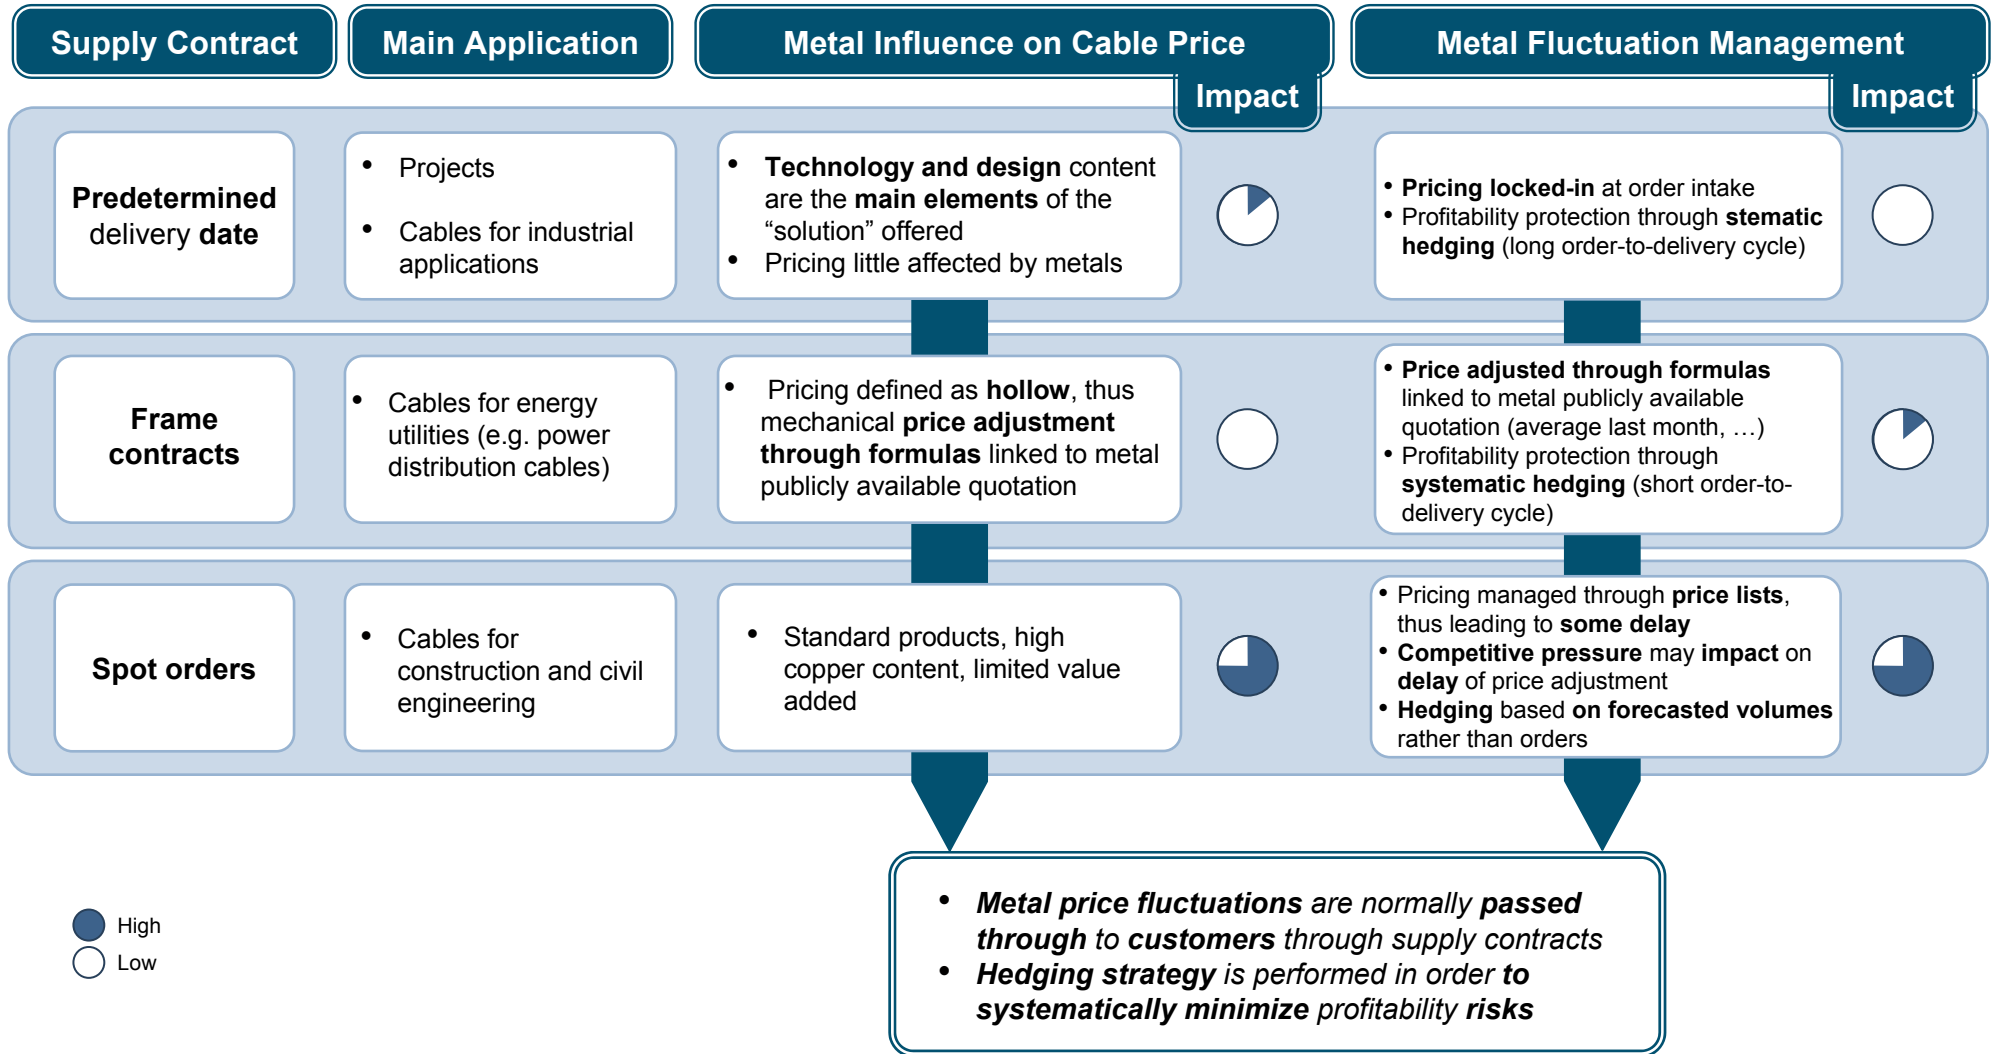 Supply Contract
Main Application
Metal Influence on Cable Price
Impact
Metal Fluctuation Management
Impact
Predetermined
delivery date
• Projects
• Cables for industrial
applications
• Technology and design content
are the main elements of the
“solution” offered
• Pricing little affected by metals
• Pricing locked-in at order intake
• Profitability protection through stematic
hedging (long order-to-delivery cycle)
Frame
contracts
• Cables for energy
utilities (e.g. power
distribution cables)
• Pricing defined as hollow, thus
mechanical price adjustment
through formulas linked to metal
publicly available quotation
• Price adjusted through formulas
linked to metal publicly available
quotation (average last month, …)
• Profitability protection through
systematic hedging (short order-to-
delivery cycle)
Spot orders
• Cables for
construction and civil
engineering
• Standard products, high
copper content, limited value
added
• Pricing managed through price lists,
thus leading to some delay
• Competitive pressure may impact on
delay of price adjustment
• Hedging based on forecasted volumes
rather than orders
High
Low
• Metal price fluctuations are normally passed
through to customers through supply contracts
• Hedging strategy is performed in order to
systematically minimize profitability risks